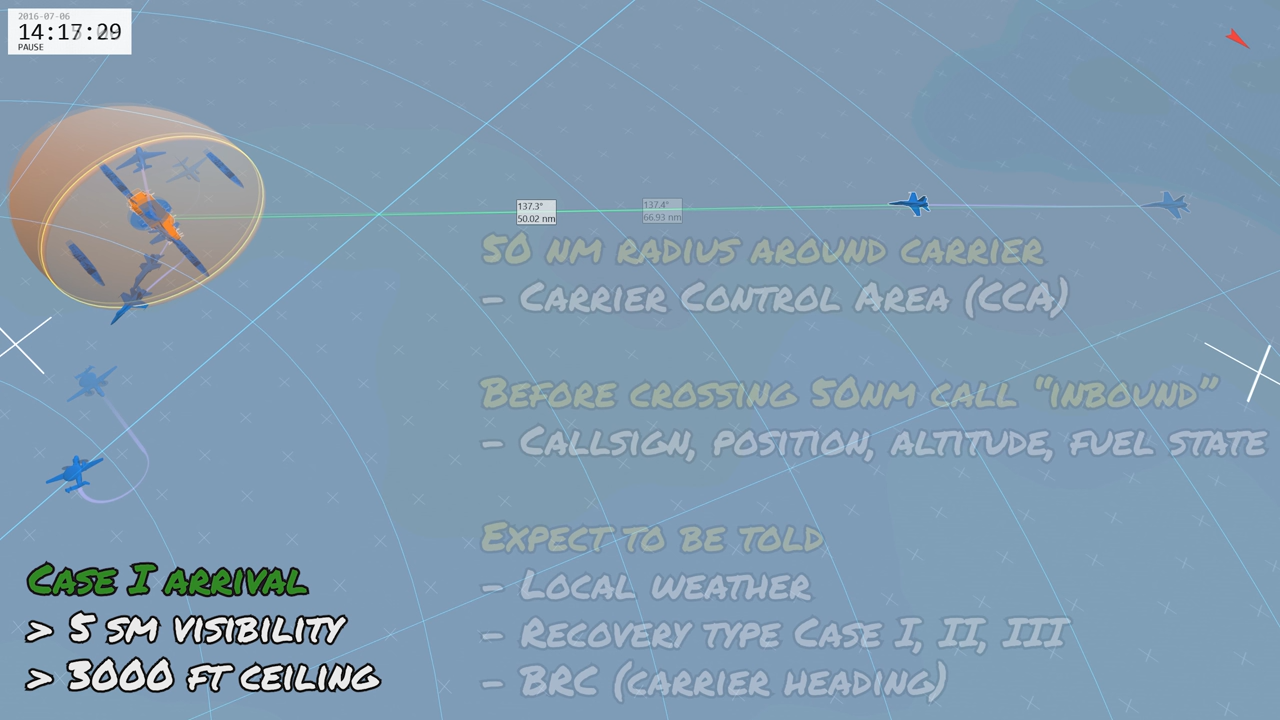 2016-07-06
14:17:29
PAUSE
137.3°
50.02 nm
137.4°
66.93 nm
50 nm radius around carrier
- Carrier Control Area (CCA)
Before crossing 50nm call "inbound"
- Callsign, position, altitude, fuel state
Expect to be told
- Local weather
- Recovery type Case I, II, III
- BRC (carrier heading)
Case I arrival
> 5 sm visibility
> 3000 ft ceiling